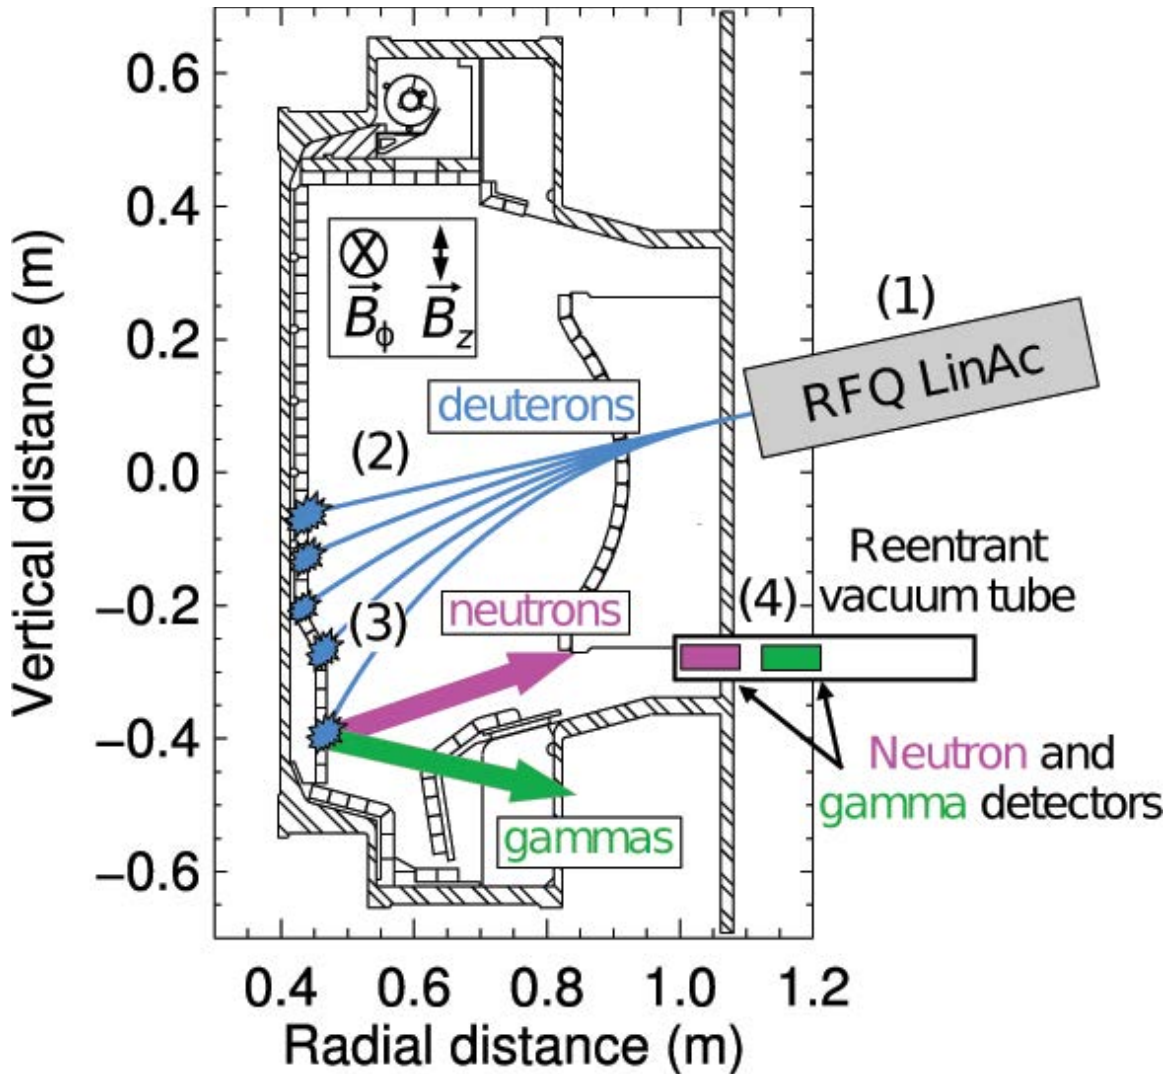 0.6
0.4
0.2
0.0
−0.2
−0.4
−0.6
Vertical distance (m)
B⃗ϕ B⃗z
(1)
RFQ LinAc
deuterons
(2)
(3)
neutrons
(4)
Reentrant
vacuum tube
Neutron and
gamma detectors
gammas
0.4 0.6 0.8 1.0 1.2
Radial distance (m)